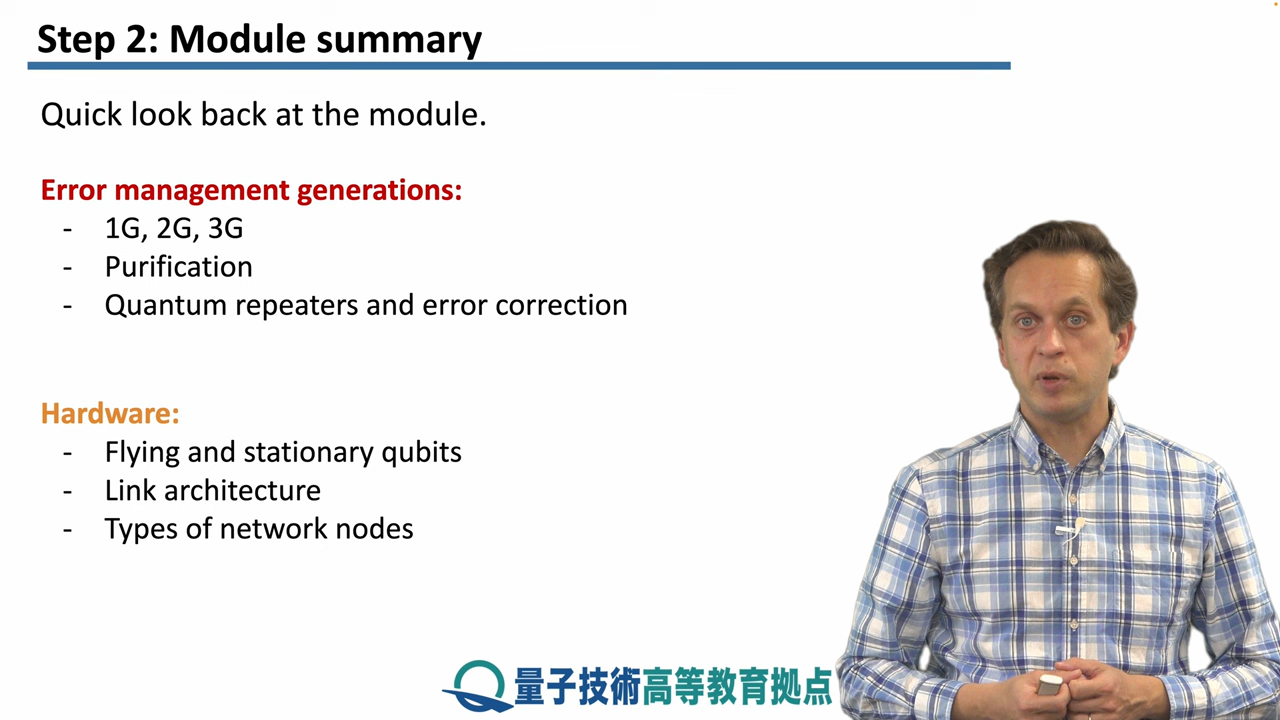 Step 2: Module summary
Quick look back at the module.
Error management generations:
- 1G, 2G, 3G
- Purification
- Quantum repeaters and error correction
Hardware:
- Flying and stationary qubits
- Link architecture
- Types of network nodes
量子技術高等教育拠点